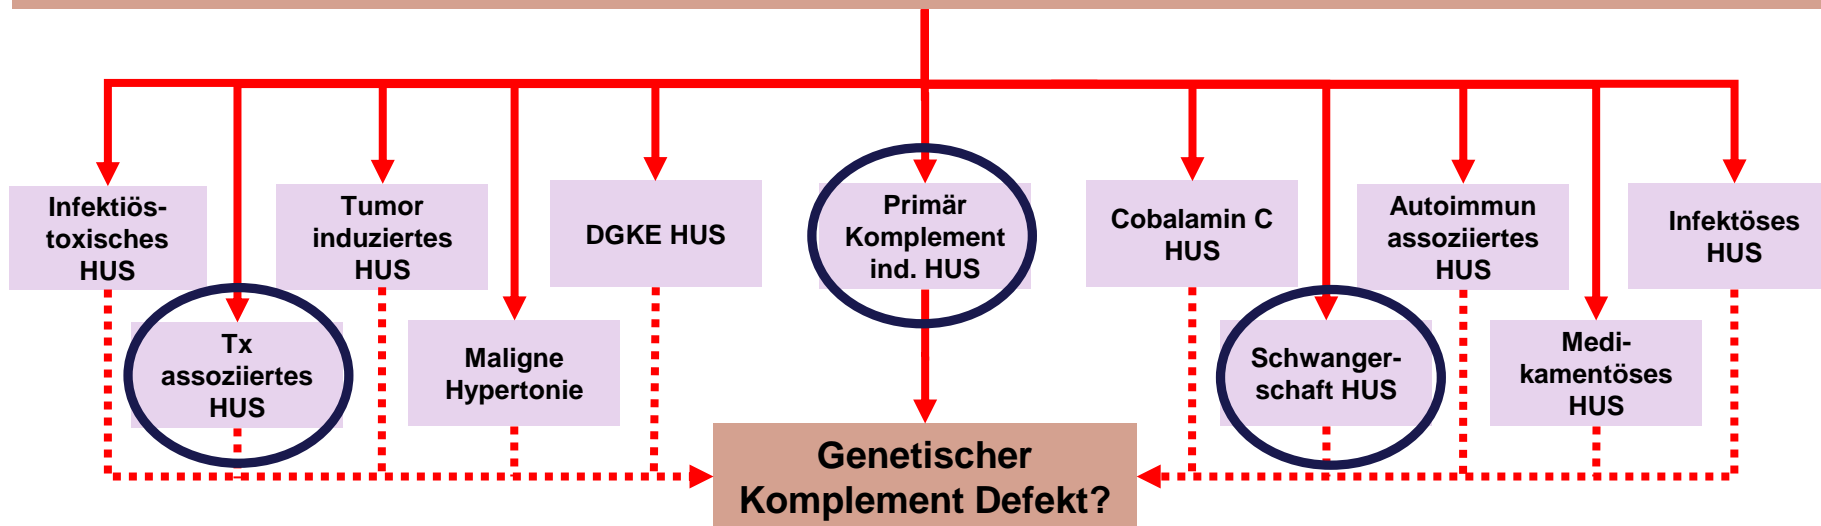 Infektiös-
toxisches
HUS
Tumor
induziertes
HUS
DGKE HUS
Primär
Komplement
ind. HUS
Cobalamin C
HUS
Autoimmun
assoziiertes
HUS
Infektöses
HUS
Tx
assoziiertes
HUS
Maligne
Hypertonie
Schwanger-
schaft HUS
Medi-
kamentöses
HUS
Genetischer
Komplement Defekt?